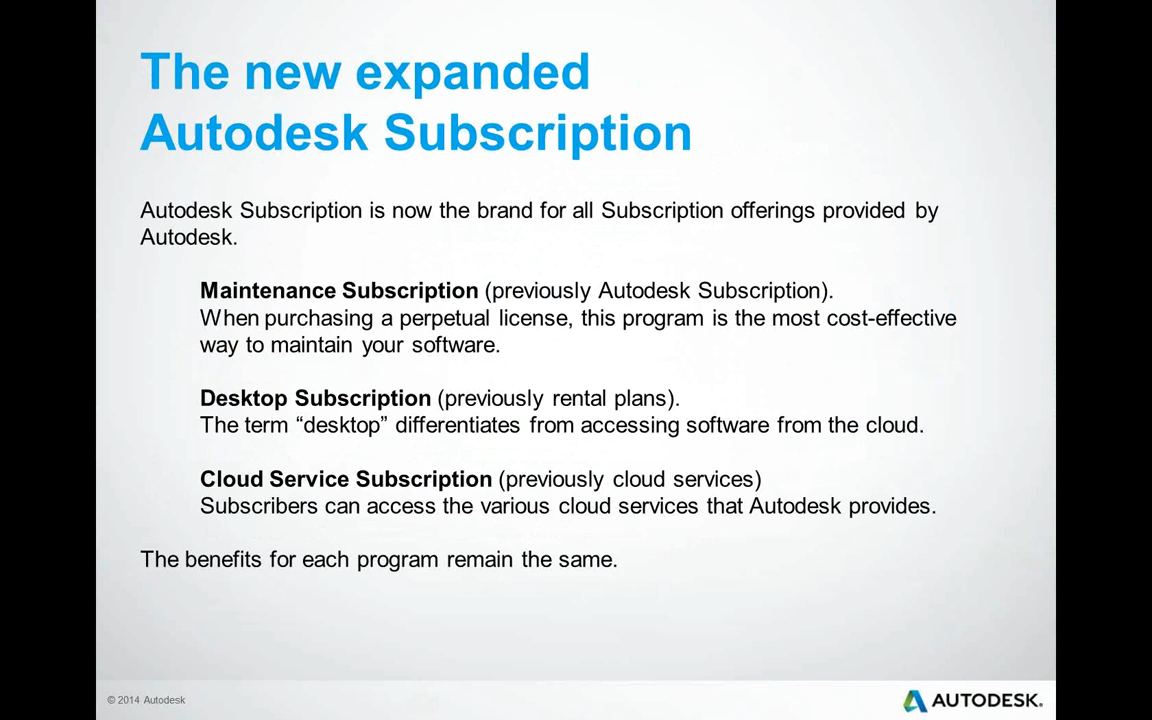 The new expanded
Autodesk Subscription
Autodesk Subscription is now the brand for all Subscription offerings provided by
Autodesk.
Maintenance Subscription (previously Autodesk Subscription).
When purchasing a perpetual license, this program is the most cost-effective
way to maintain your software.
Desktop Subscription (previously rental plans).
The term “desktop” differentiates from accessing software from the cloud.
Cloud Service Subscription (previously cloud services)
Subscribers can access the various cloud services that Autodesk provides.
The benefits for each program remain the same.
© 2014 Autodesk
AUTODESK.